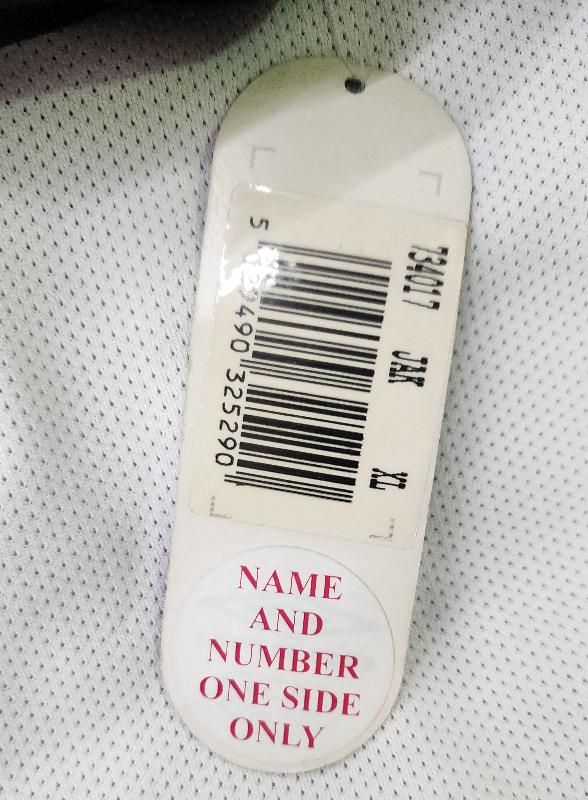 734017 JAK XL
5 490 325290
NAME
AND
NUMBER
ONE SIDE
ONLY